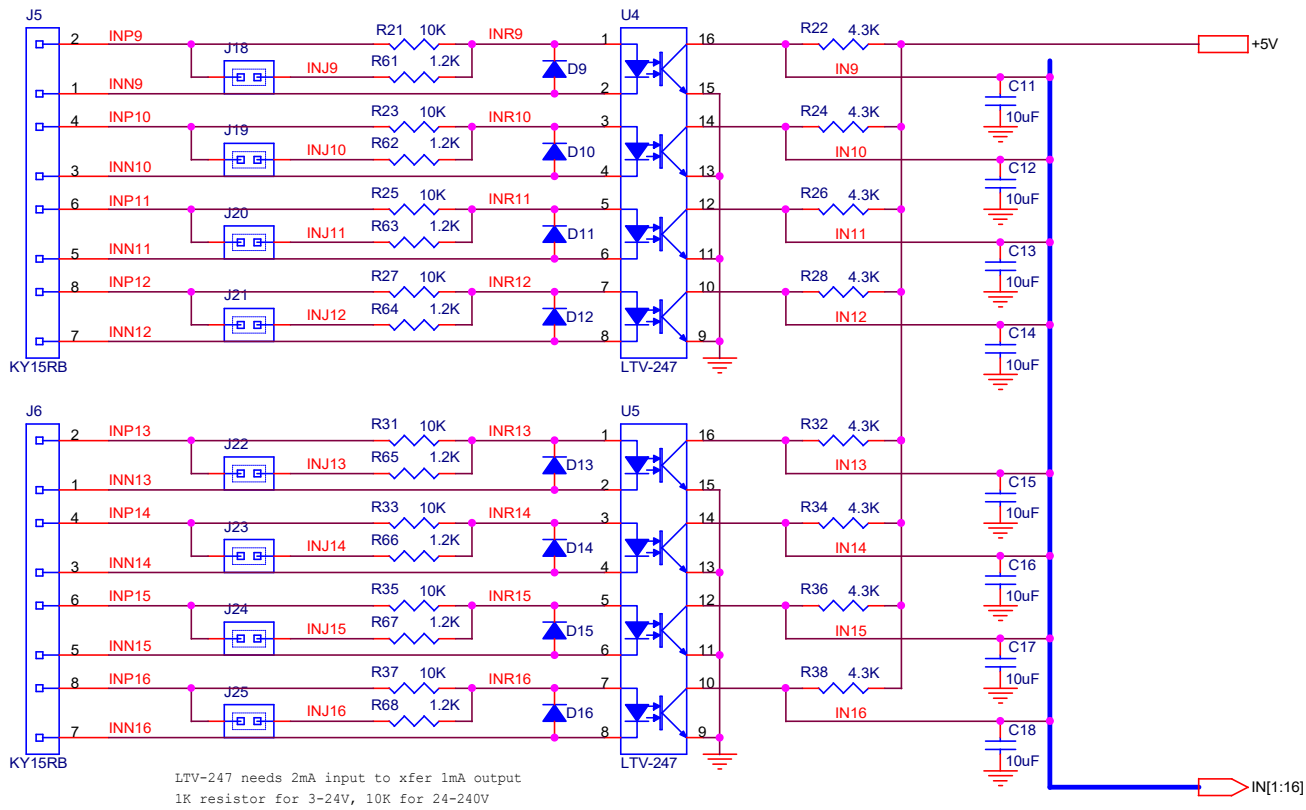 J5 U4
2 INP9 R21 10K INR9 1 16 R22 4.3K +5V
J18 INJ9 R61 1.2K D9 IN9
1 INN9 2 15 C11 10uF
4 INP10 R23 10K INR10 3 14 R24 4.3K
J19 INJ10 R62 1.2K D10 IN10
3 INN10 4 13 C12 10uF
6 INP11 R25 10K INR11 5 12 R26 4.3K
J20 INJ11 R63 1.2K D11 IN11
5 INN11 6 11 C13 10uF
8 INP12 R27 10K INR12 7 10 R28 4.3K
J21 INJ12 R64 1.2K D12 IN12
7 INN12 8 9 C14 10uF
KY15RB LTV-247
J6 U5
2 INP13 R31 10K INR13 1 16 R32 4.3K
J22 INJ13 R65 1.2K D13 IN13
1 INN13 2 15 C15 10uF
4 INP14 R33 10K INR14 3 14 R34 4.3K
J23 INJ14 R66 1.2K D14 IN14
3 INN14 4 13 C16 10uF
6 INP15 R35 10K INR15 5 12 R36 4.3K
J24 INJ15 R67 1.2K D15 IN15
5 INN15 6 11 C17 10uF
8 INP16 R37 10K INR16 7 10 R38 4.3K
J25 INJ16 R68 1.2K D16 IN16
7 INN16 8 9 C18 10uF
KY15RB LTV-247
LTV-247 needs 2mA input to xfer 1mA output
1K resistor for 3-24V, 10K for 24-240V
IN[1:16]